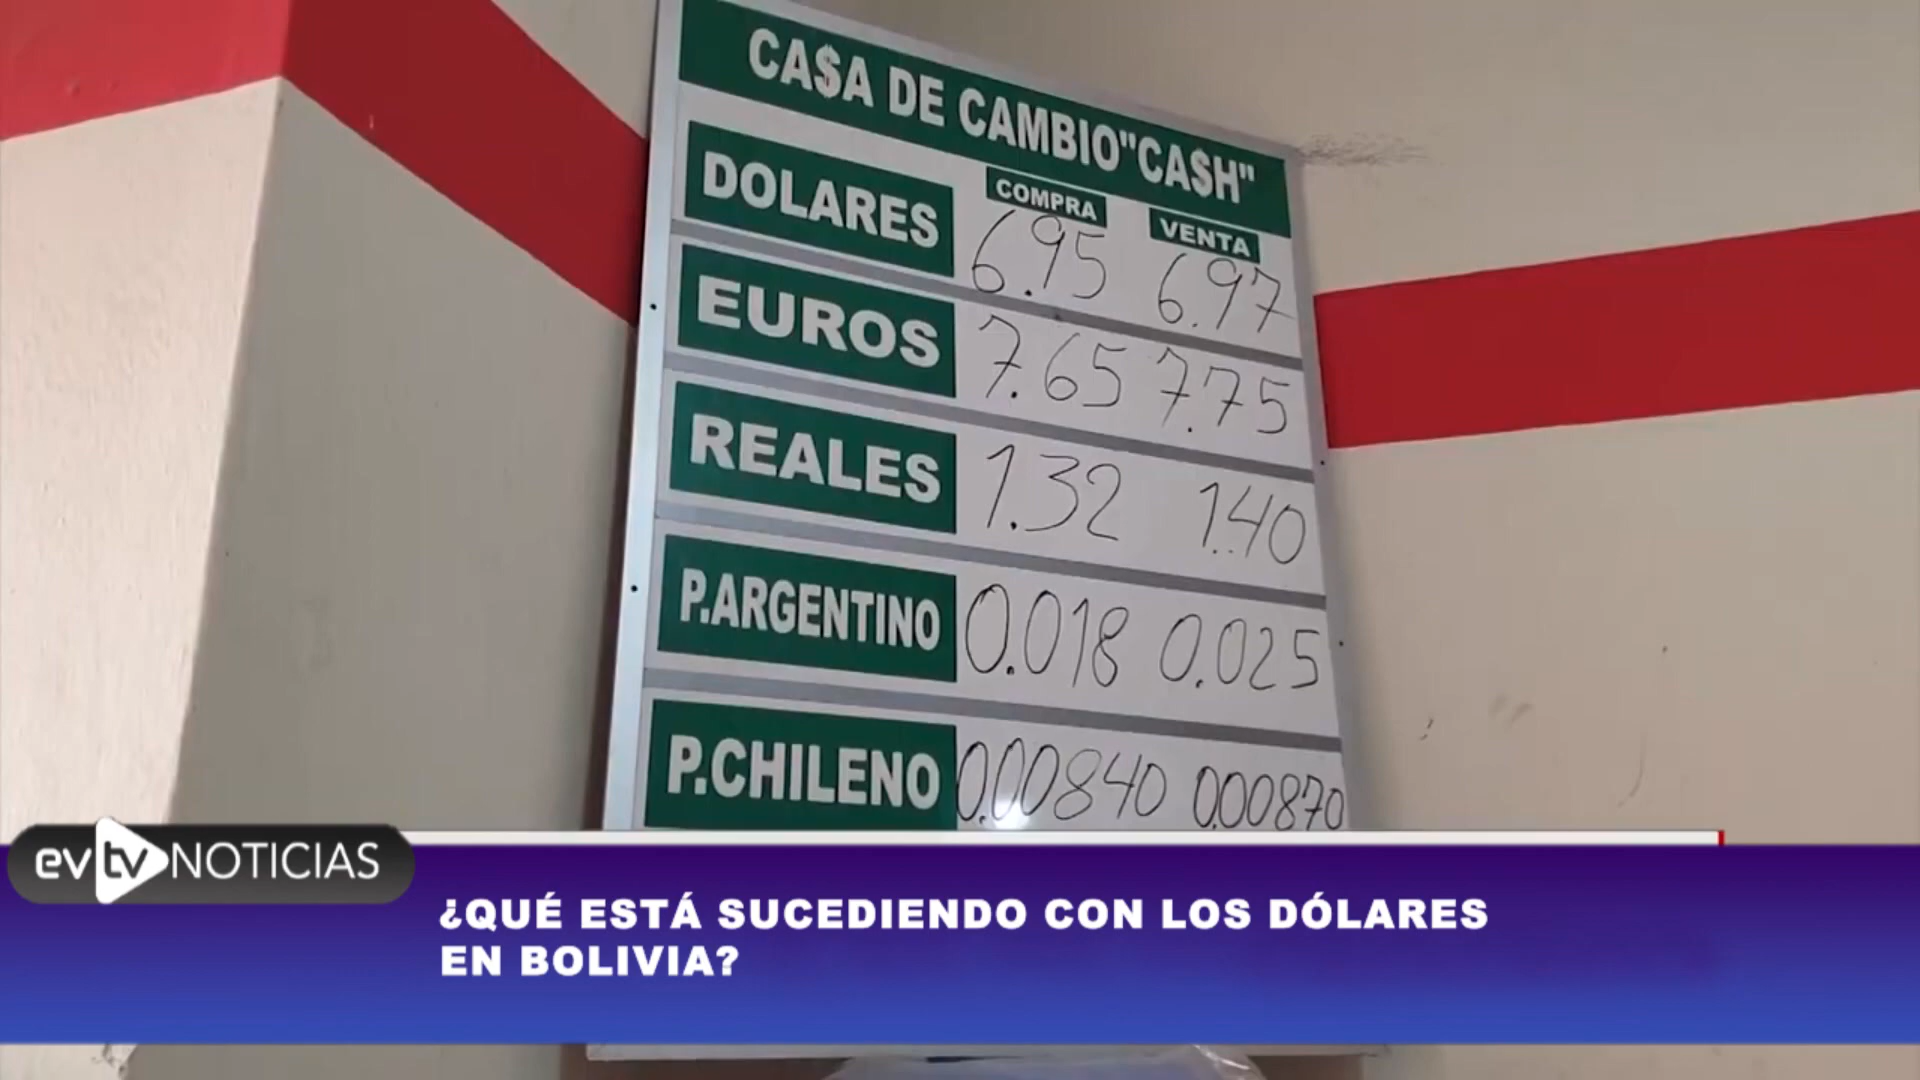 CA$A DE CAMBIO"CA$H"
COMPRA VENTA
DOLARES 6.95 6.97
EUROS 7.65 7.75
REALES 1.32 1.40
P.ARGENTINO 0.018 0.025
P.CHILENO 0.00840 0.00870
evtv NOTICIAS
¿QUÉ ESTÁ SUCEDIENDO CON LOS DÓLARES
EN BOLIVIA?